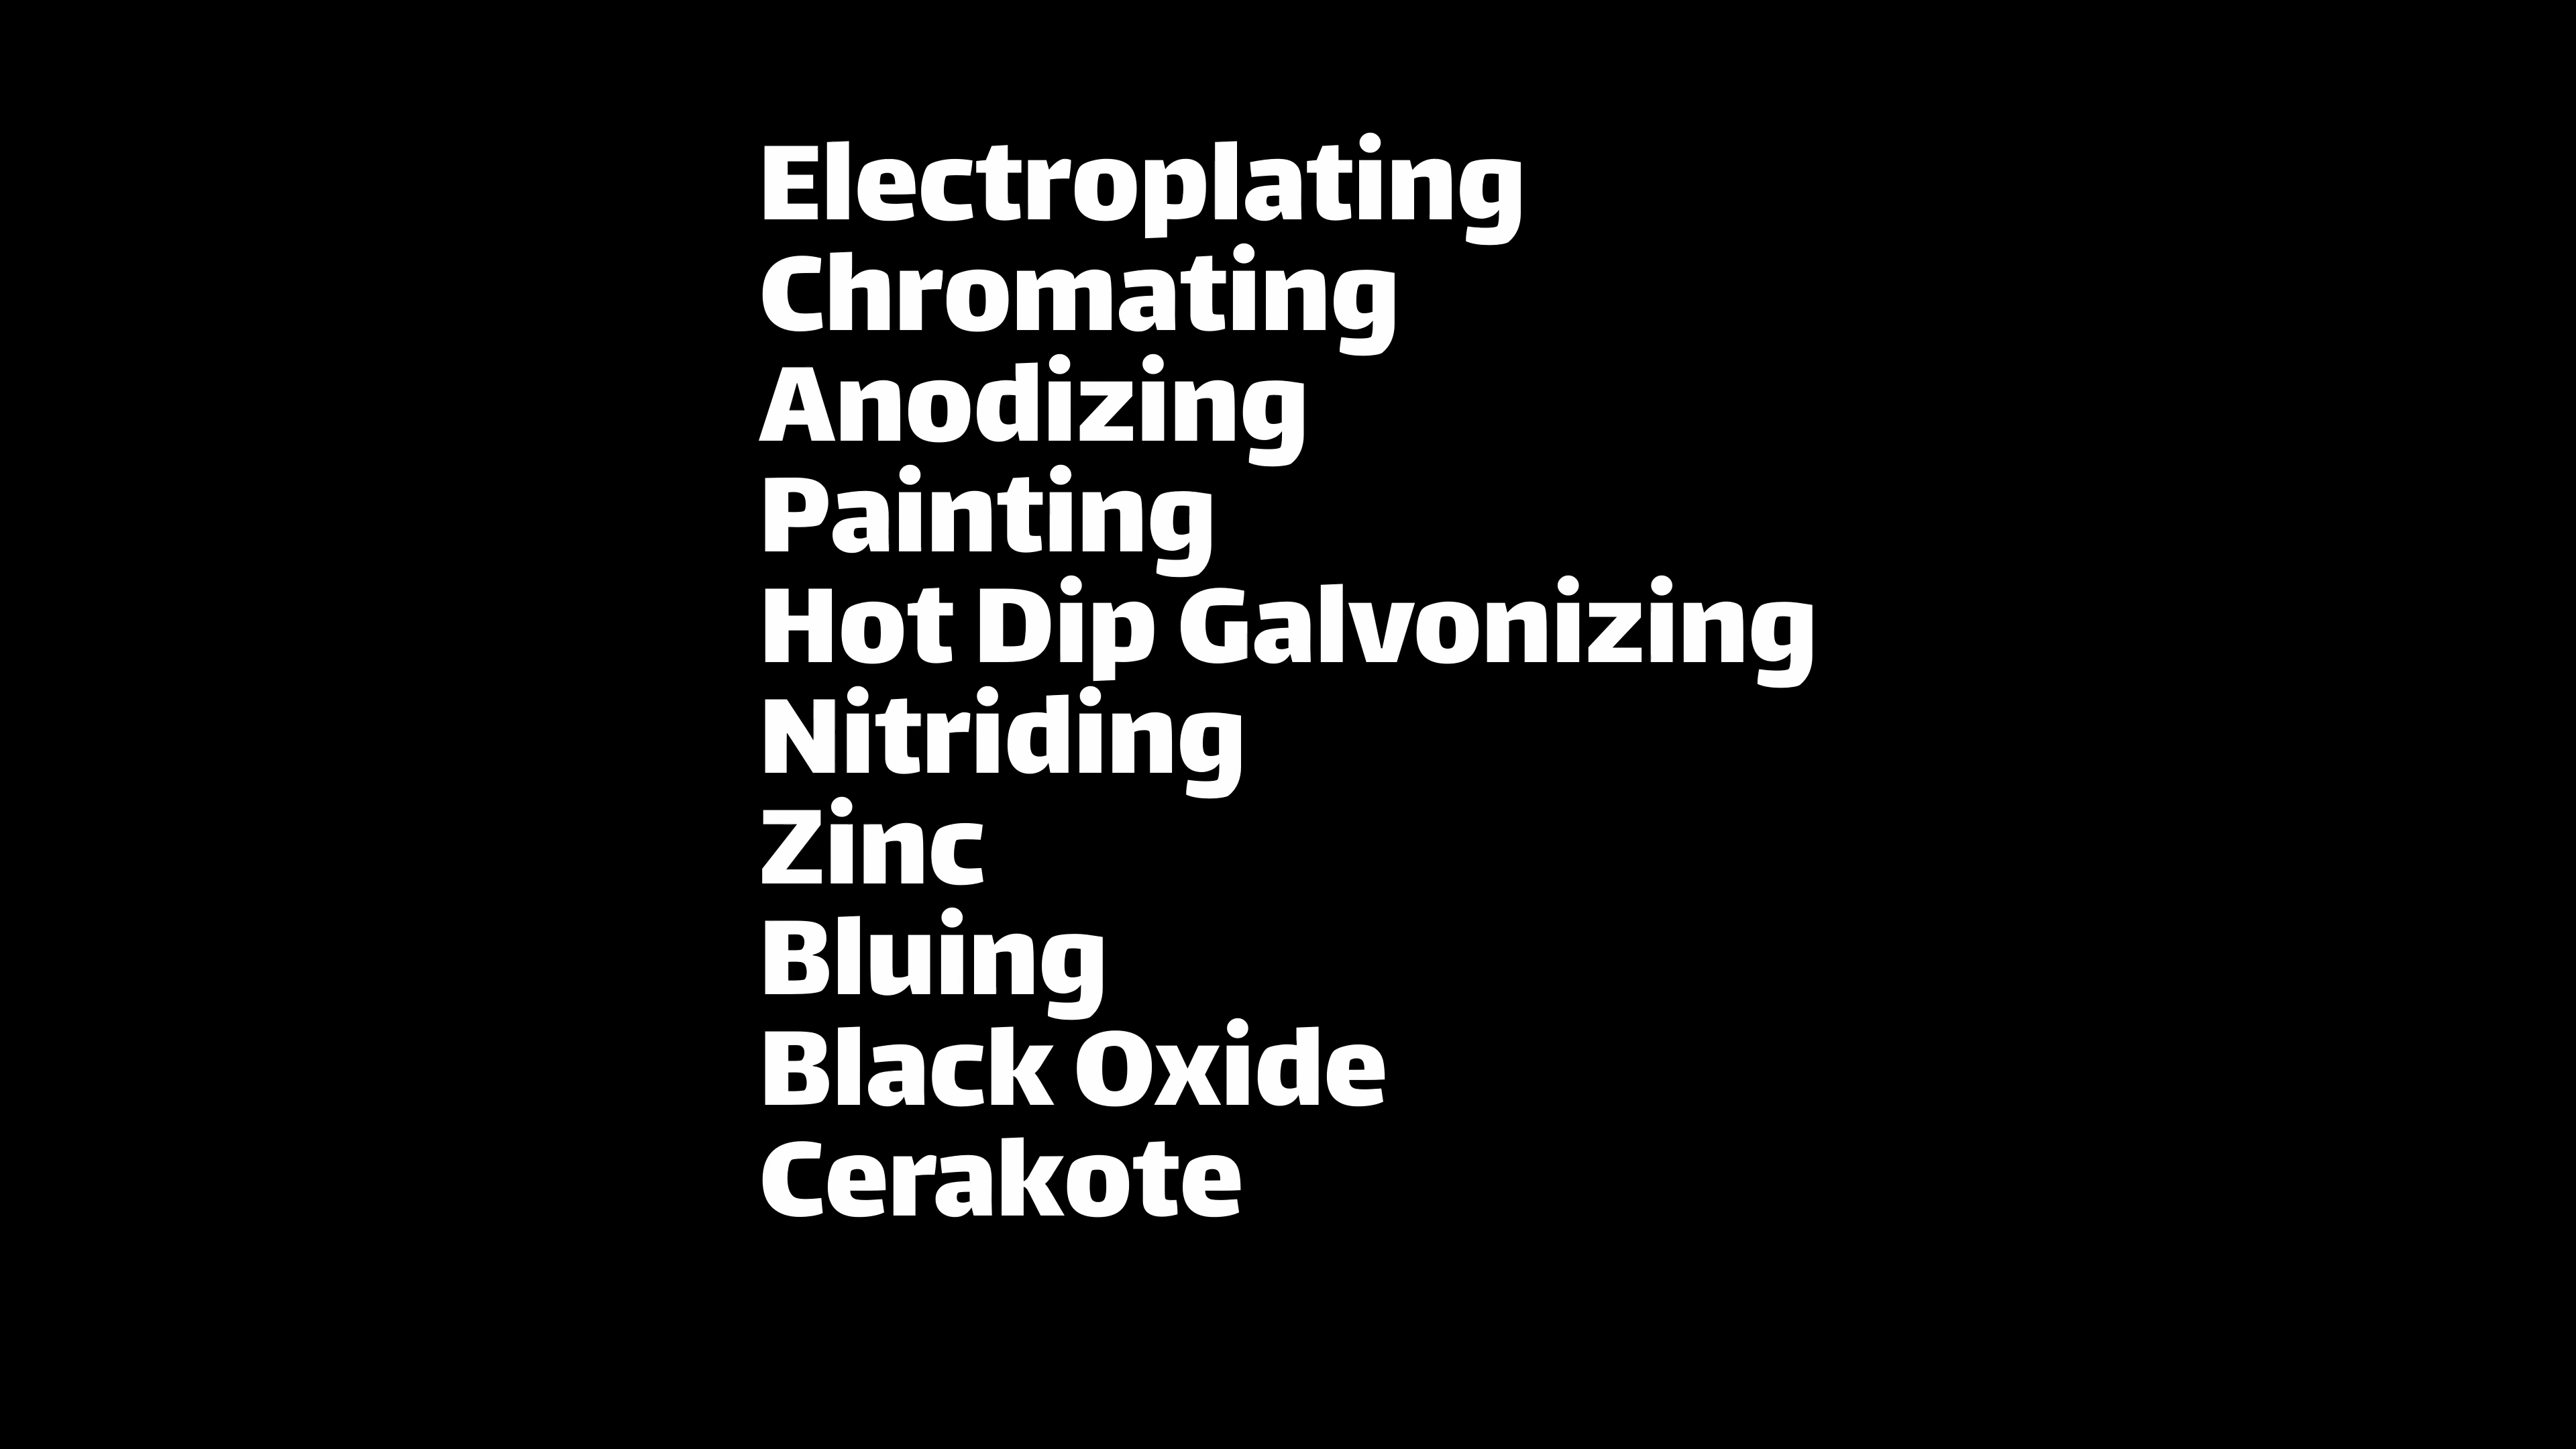 Electroplating
Chromating
Anodizing
Painting
Hot Dip Galvonizing
Nitriding
Zinc
Bluing
Black Oxide
Cerakote